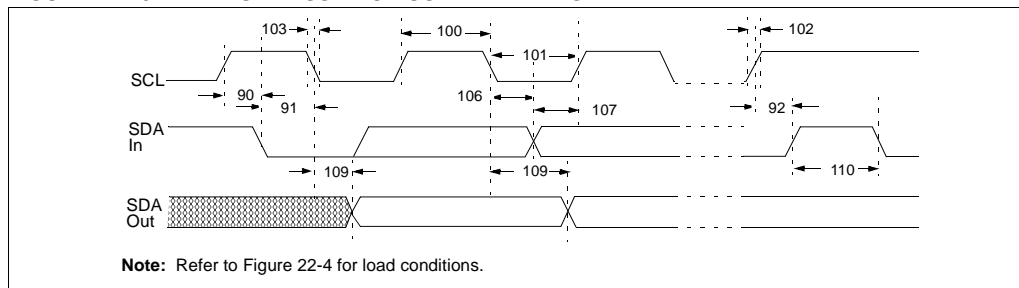 103
100
101
102
SCL
90
91
106
107
92
SDA
In
109
109
110
SDA
Out
Note: Refer to Figure 22-4 for load conditions.